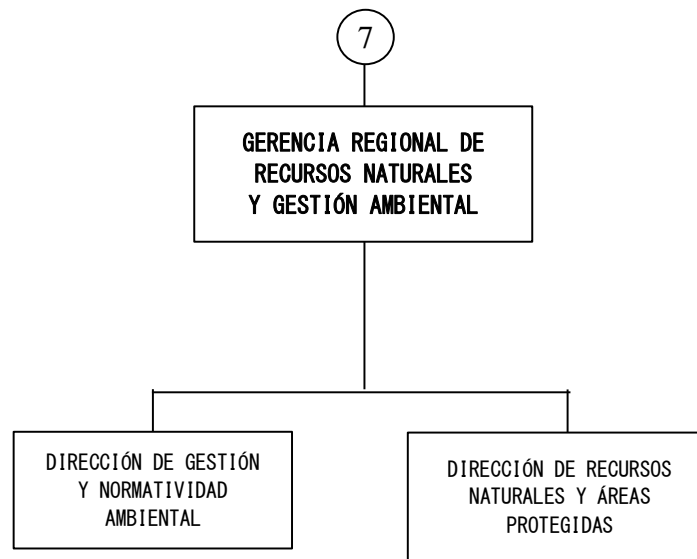 7
GERENCIA REGIONAL DE
RECURSOS NATURALES
Y GESTIÓN AMBIENTAL
DIRECCIÓN DE GESTIÓN
Y NORMATIVIDAD
AMBIENTAL
DIRECCIÓN DE RECURSOS
NATURALES Y ÁREAS
PROTEGIDAS